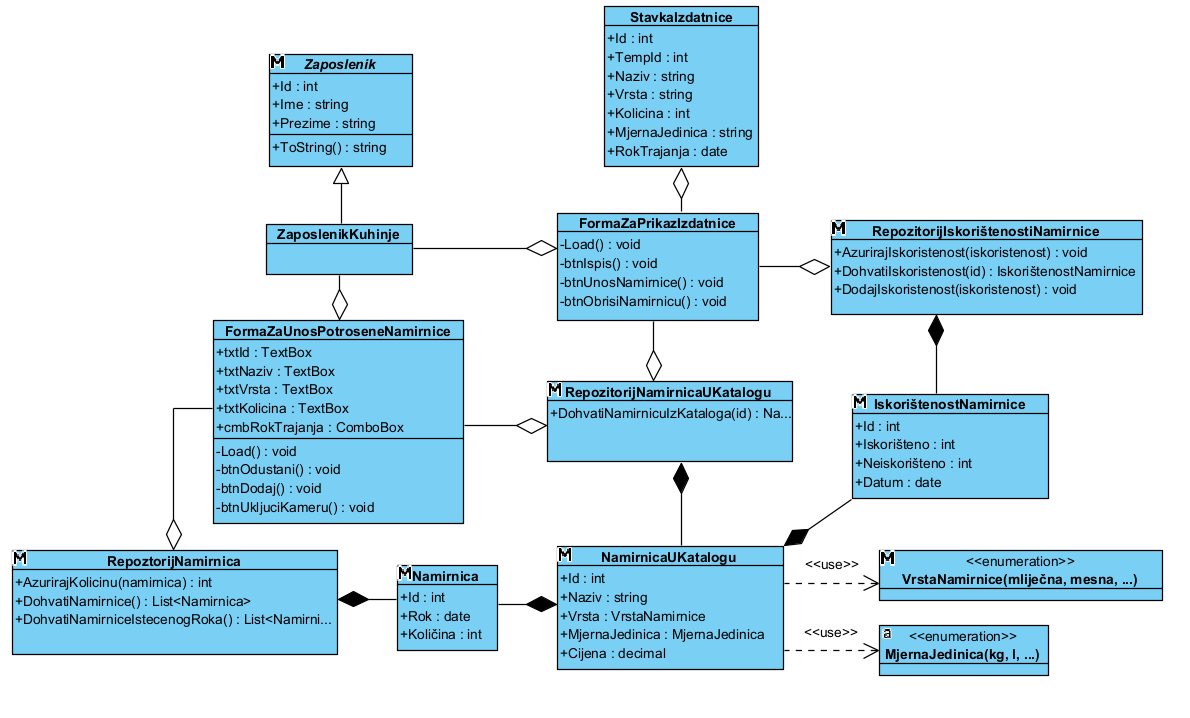 StavkaIzdatnice
+Id : int
+TempId : int
+Naziv : string
+Vrsta : string
+Kolicina : int
+MjernaJedinica : string
+RokTrajanja : date
M
Zaposlenik
+Id : int
+Ime : string
+Prezime : string
+ToString() : string
ZaposlenikKuhinje
FormaZaPrikazIzdatnice
-Load() : void
-btnIspis() : void
-btnUnosNamirnice() : void
-btnObrisiNamirnicu() : void
M
RepozitorijIskorištenostiNamirnice
+AzurirajIskoristenost(iskoristenost) : void
+DohvatiIskoristenost(id) : IskorištenostNamirnice
+DodajIskoristenost(iskoristenost) : void
FormaZaUnosPotroseneNamirnice
+txtId : TextBox
+txtNaziv : TextBox
+txtVrsta : TextBox
+txtKolicina : TextBox
+cmbRokTrajanja : ComboBox
-Load() : void
-btnOdustani() : void
-btnDodaj() : void
-btnUkljuciKameru() : void
M
RepozitorijNamirnicaUKatalogu
+DohvatiNamirnicuIzKataloga(id) : Na...
M
IskorištenostNamirnice
+Id : int
+Iskorišteno : int
+Neiskorišteno : int
+Datum : date
M
RepoztorijNamirnica
+AzurirajKolicinu(namirnica) : int
+DohvatiNamirnice() : List<Namirnica>
+DohvatiNamirniceIstecenogRoka() : List<Namirni...
M
Namirnica
+Id : int
+Rok : date
+Količina : int
M
NamirnicaUKatalogu
+Id : int
+Naziv : string
+Vrsta : VrstaNamirnice
+MjernaJedinica : MjernaJedinica
+Cijena : decimal
<<use>>
<<use>>
M
<<enumeration>>
VrstaNamirnice(mliječna, mesna, ...)
a
<<enumeration>>
MjernaJedinica(kg, l, ...)